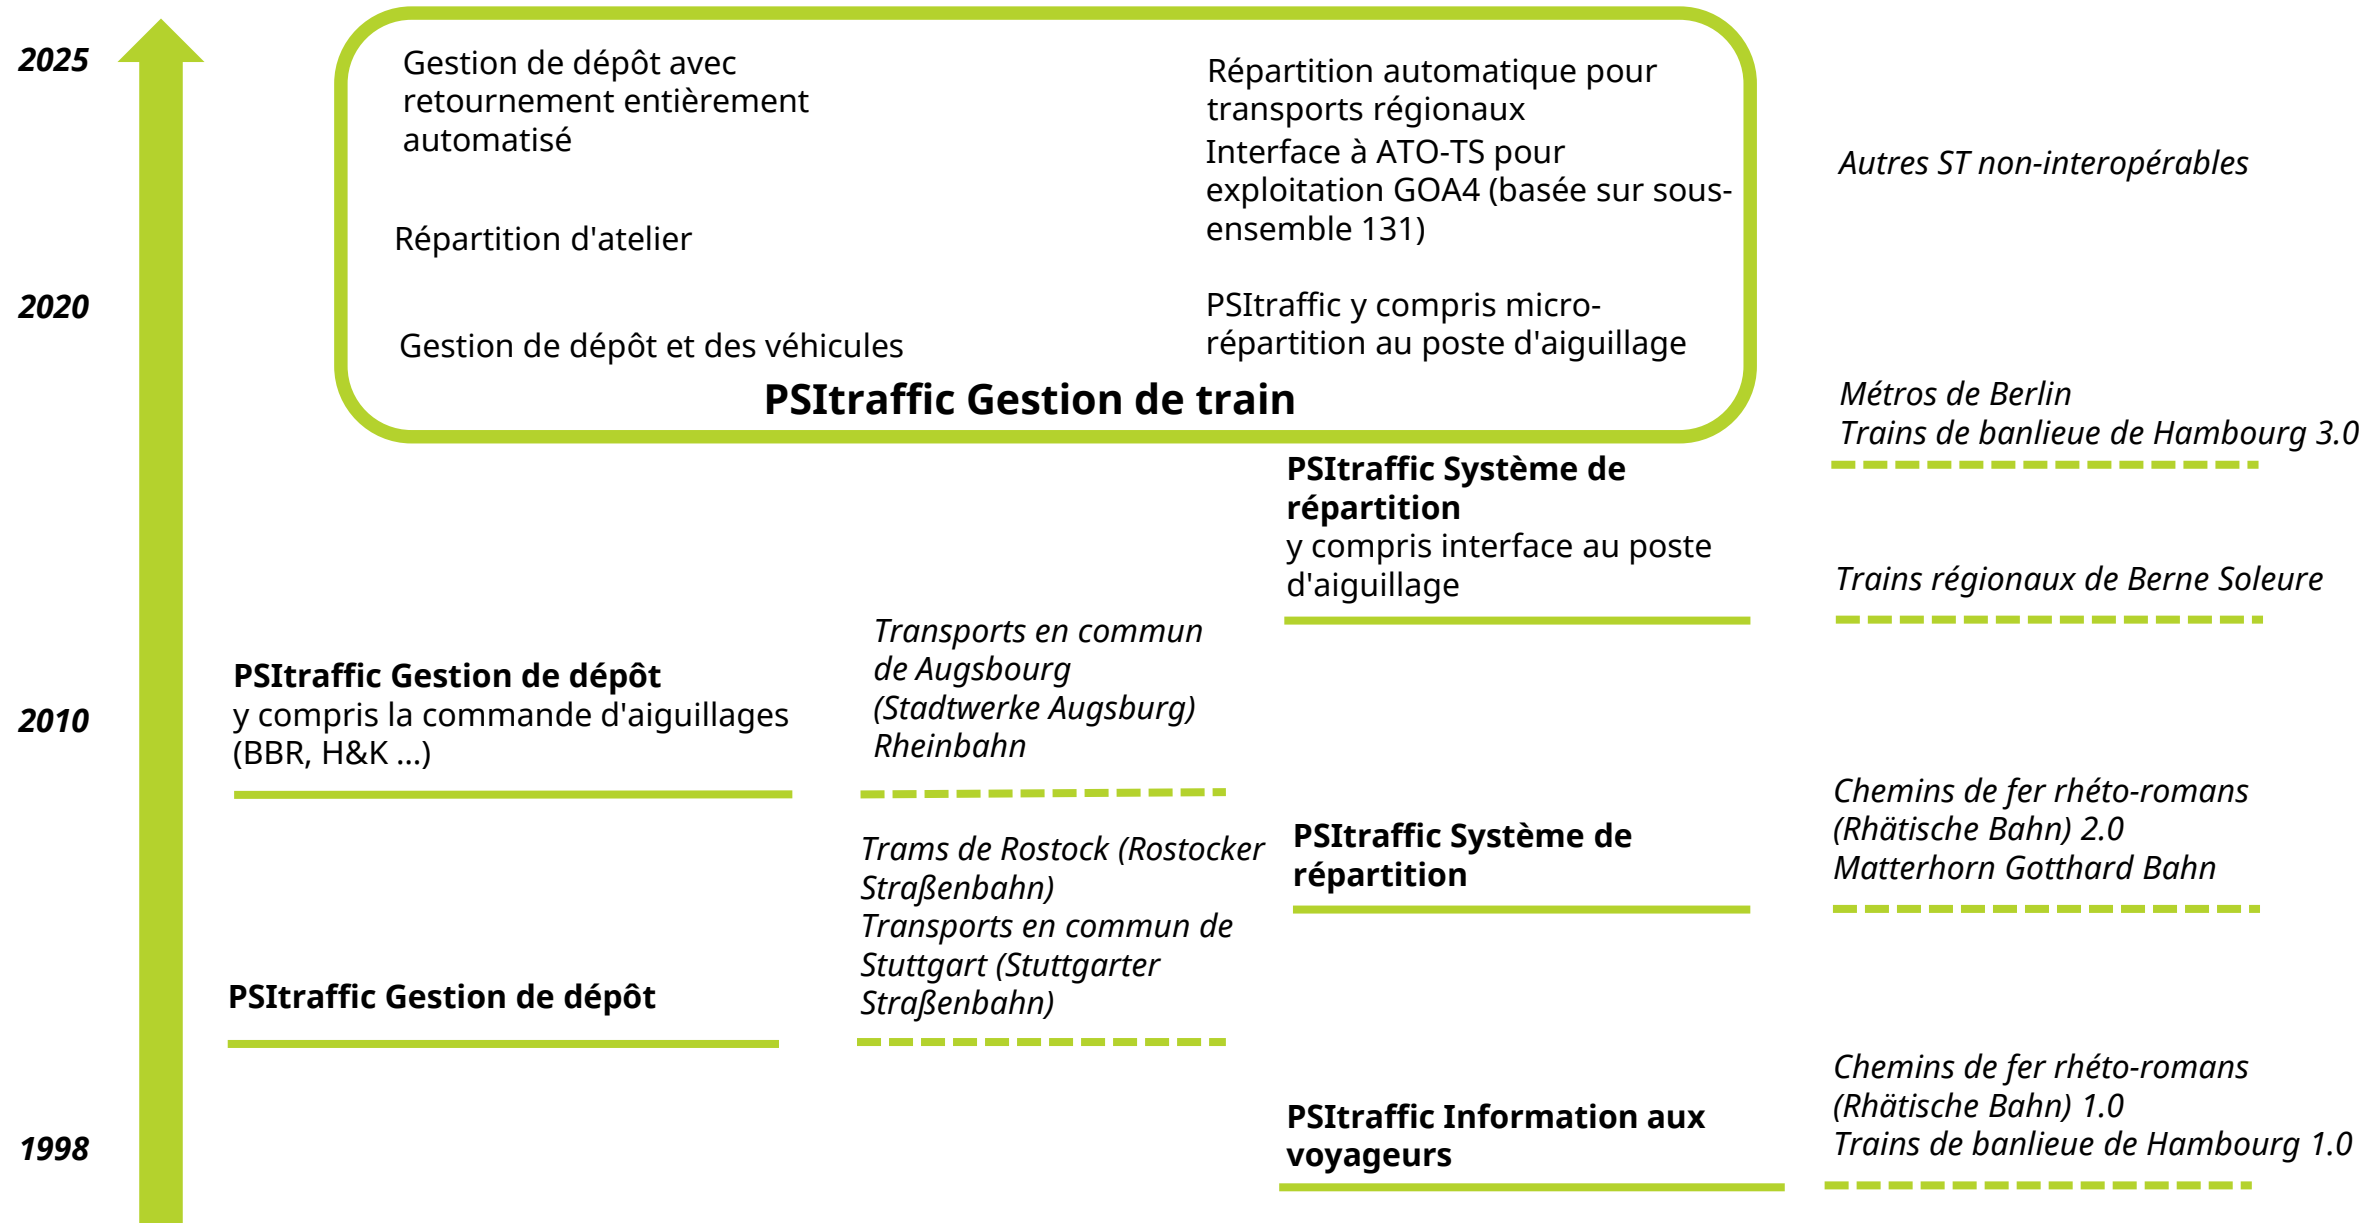 2025
Gestion de dépôt avec
retournement entièrement
automatisé
Répartition automatique pour
transports régionaux
Interface à ATO-TS pour
exploitation GOA4 (basée sur sous-
ensemble 131)
Autres ST non-interopérables
Répartition d'atelier
2020
PSItraffic y compris micro-
répartition au poste d'aiguillage
Gestion de dépôt et des véhicules
PSItraffic Gestion de train
Métros de Berlin
Trains de banlieue de Hambourg 3.0
PSItraffic Système de
répartition
y compris interface au poste
d'aiguillage
Trains régionaux de Berne Soleure
2010
PSItraffic Gestion de dépôt
y compris la commande d'aiguillages
(BBR, H&K ...)
Transports en commun
de Augsbourg
(Stadtwerke Augsburg)
Rheinbahn
PSItraffic Système de
répartition
Chemins de fer rhéto-romans
(Rhätische Bahn) 2.0
Matterhorn Gotthard Bahn
PSItraffic Gestion de dépôt
Trams de Rostock (Rostocker
Straßenbahn)
Transports en commun de
Stuttgart (Stuttgarter
Straßenbahn)
1998
PSItraffic Information aux
voyageurs
Chemins de fer rhéto-romans
(Rhätische Bahn) 1.0
Trains de banlieue de Hambourg 1.0